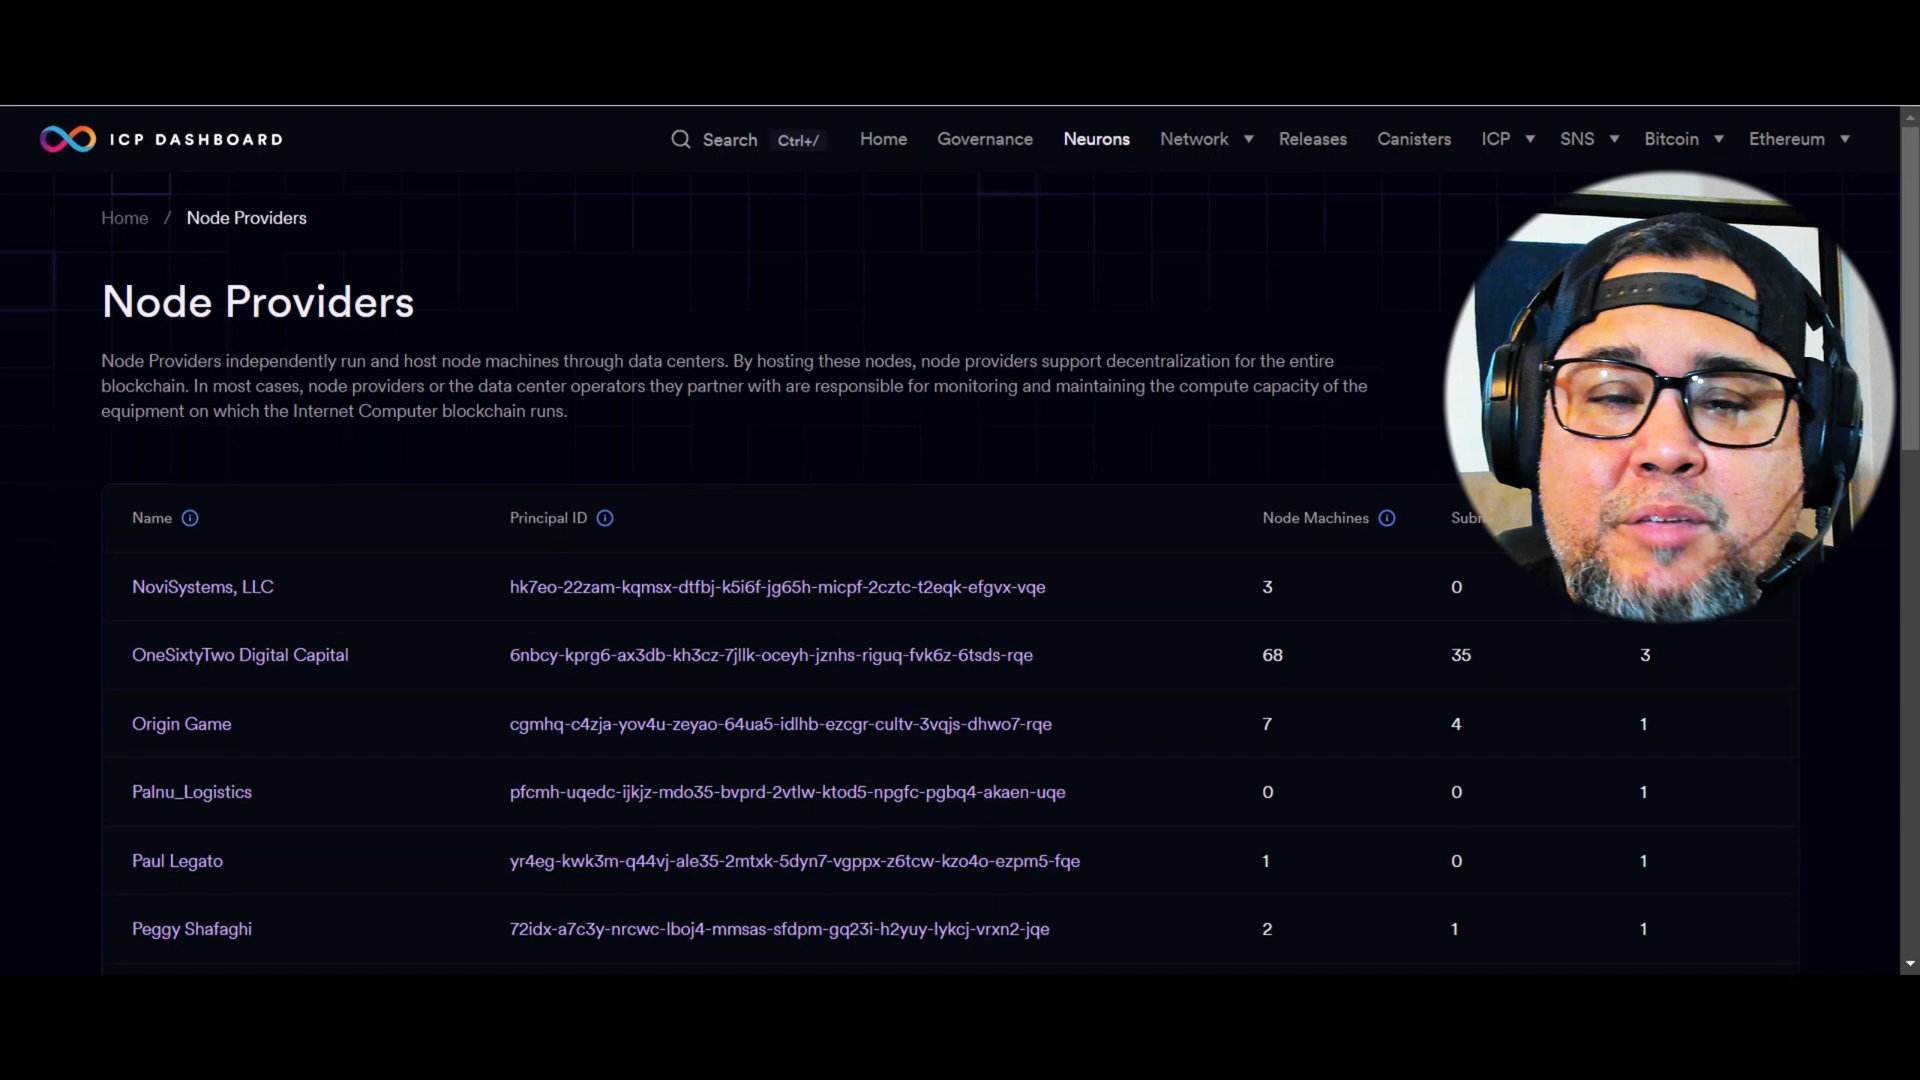 ICP DASHBOARD
Search Ctrl+/ Home Governance Neurons Network Releases Canisters ICP SNS Bitcoin Ethereum
Home / Node Providers
Node Providers
Node Providers independently run and host node machines through data centers. By hosting these nodes, node providers support decentralization for the entire
blockchain. In most cases, node providers or the data center operators they partner with are responsible for monitoring and maintaining the compute capacity of the
equipment on which the Internet Computer blockchain runs.
Name Principal ID Node Machines
NoviSystems, LLC hk7eo-22zam-kqmsx-dtfbj-k5i6f-jg65h-micpf-2cztc-t2eqk-efgvx-vqe 3 0
OneSixtyTwo Digital Capital 6nbcy-kprg6-ax3db-kh3cz-7jllk-oceyh-jznhs-riguq-fvk6z-6tsds-rqe 68 35 3
Origin Game cgmhq-c4zja-yov4u-zeyao-64ua5-idlhb-ezcgr-cultv-3vqjs-dhwo7-rqe 7 4 1
Palnu_Logistics pfcmh-uqedc-ijkjz-mdo35-bvprd-2vtlw-ktod5-npgfc-pgbq4-akaen-uqe 0 0 1
Paul Legato yr4eg-kwk3m-q44vj-ale35-2mtxk-5dyn7-vgppx-z6tcw-kzo4o-ezpm5-fqe 1 0 1
Peggy Shafaghi 72idx-a7c3y-nrcwc-lboj4-mmsas-sfdpm-gq23i-h2yuy-lykcj-vrxn2-jqe 2 1 1